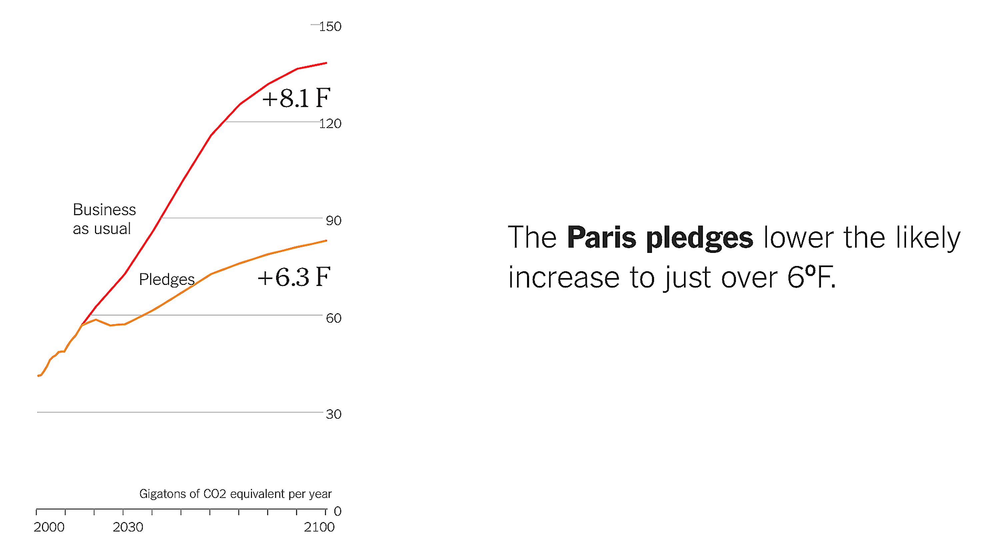 150
+8.1 F
120
Business
as usual
90
Pledges
+6.3 F
60
30
Gigatons of CO2 equivalent per year
0
2000 2030 2100
The Paris pledges lower the likely
increase to just over 6ºF.